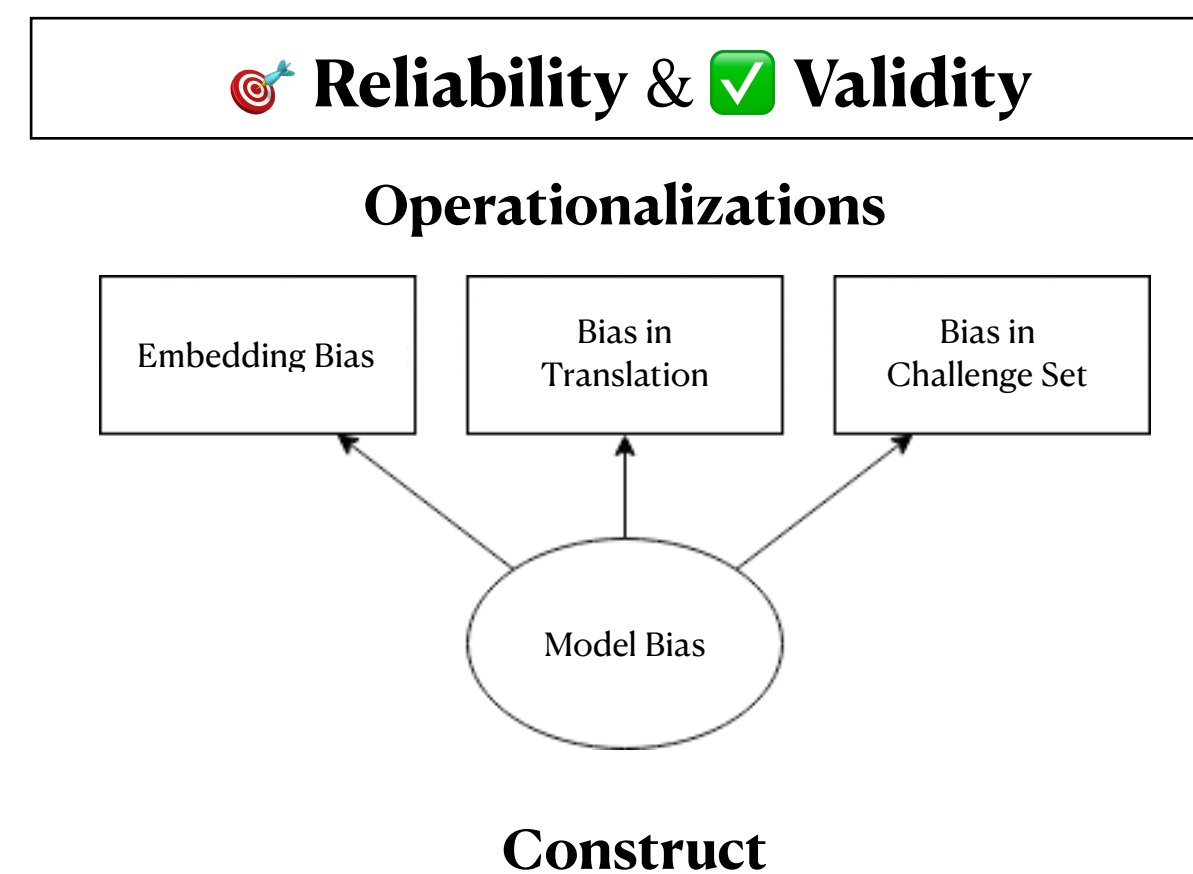 🎯 Reliability & ✅ Validity
Operationalizations
Embedding Bias
Bias in
Translation
Bias in
Challenge Set
Model Bias
Construct